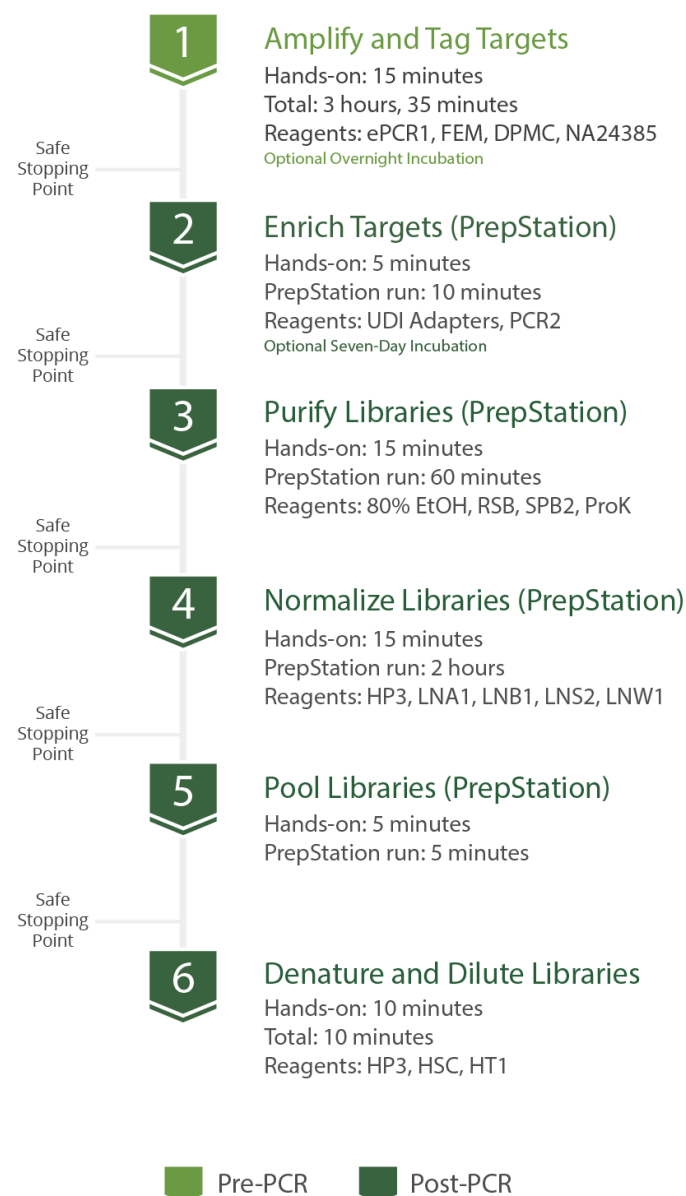 1
Amplify and Tag Targets
Hands-on: 15 minutes
Total: 3 hours, 35 minutes
Reagents: ePCR1, FEM, DPMC, NA24385
Optional Overnight Incubation
Safe
Stopping
Point
2
Enrich Targets (PrepStation)
Hands-on: 5 minutes
PrepStation run: 10 minutes
Reagents: UDI Adapters, PCR2
Optional Seven-Day Incubation
Safe
Stopping
Point
3
Purify Libraries (PrepStation)
Hands-on: 15 minutes
PrepStation run: 60 minutes
Reagents: 80% EtOH, RSB, SPB2, ProK
Safe
Stopping
Point
4
Normalize Libraries (PrepStation)
Hands-on: 15 minutes
PrepStation run: 2 hours
Reagents: HP3, LNA1, LNB1, LNS2, LNW1
Safe
Stopping
Point
5
Pool Libraries (PrepStation)
Hands-on: 5 minutes
PrepStation run: 5 minutes
Safe
Stopping
Point
6
Denature and Dilute Libraries
Hands-on: 10 minutes
Total: 10 minutes
Reagents: HP3, HSC, HT1
Pre-PCR
Post-PCR